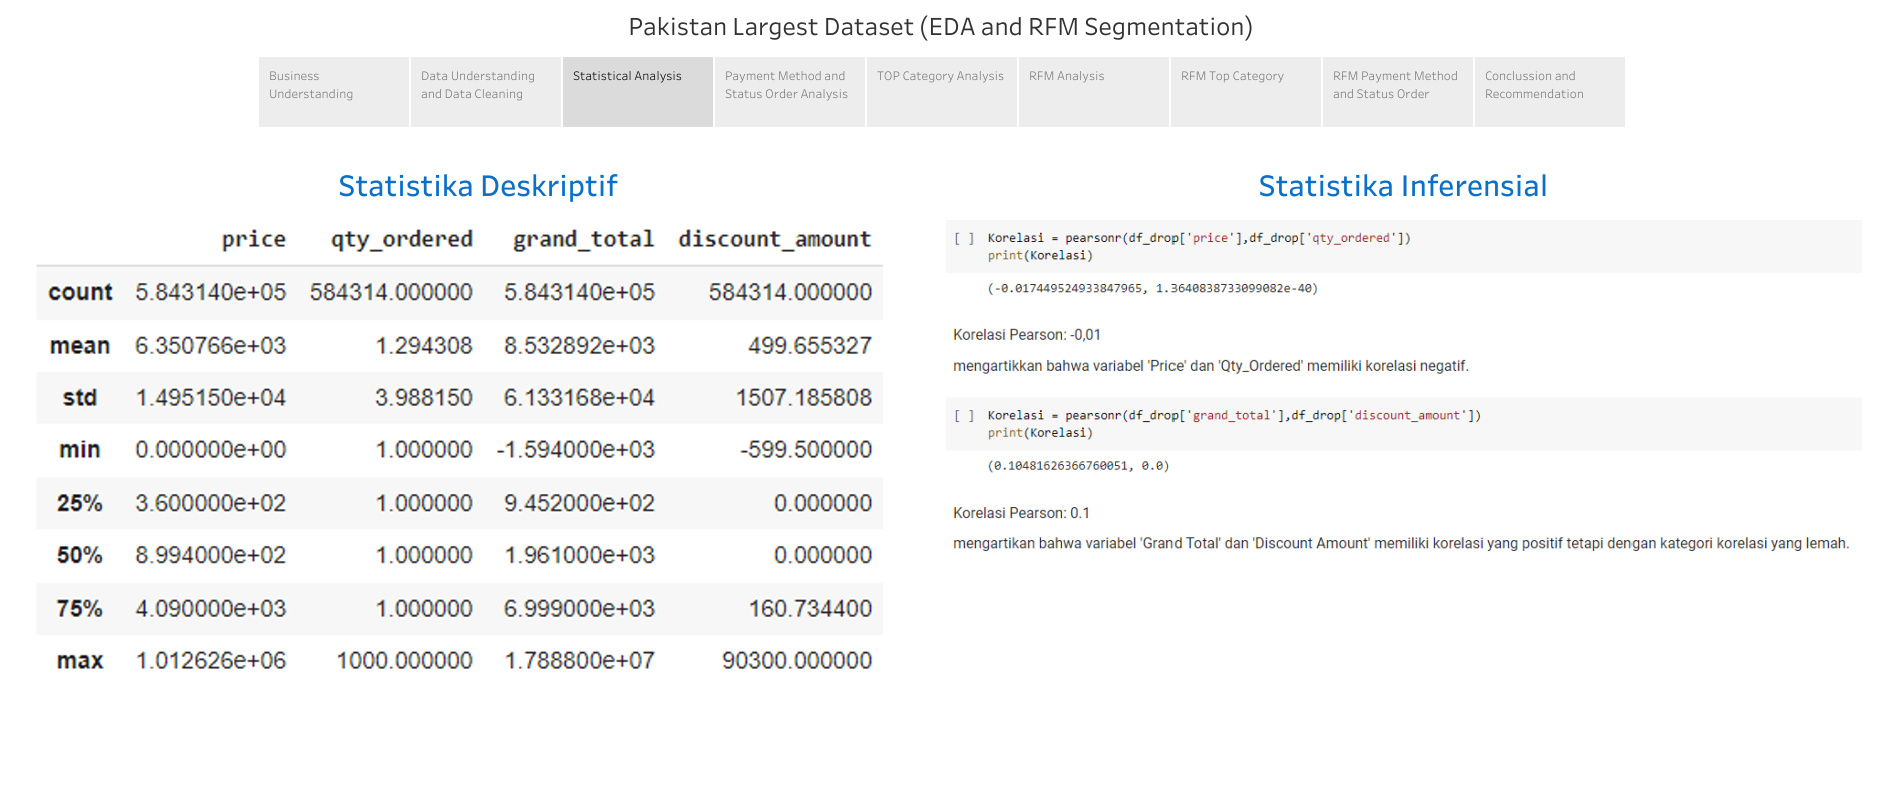 Pakistan Largest Dataset (EDA and RFM Segmentation)
Business
Understanding
Data Understanding
and Data Cleaning
Statistical Analysis
Payment Method and
Status Order Analysis
TOP Category Analysis
RFM Analysis
RFM Top Category
RFM Payment Method
and Status Order
Conclussion and
Recommendation
Statistika Deskriptif
price qty_ordered grand_total discount_amount
count 5.843140e+05 584314.000000 5.843140e+05 584314.000000
mean 6.350766e+03 1.294308 8.532892e+03 499.655327
std 1.495150e+04 3.988150 6.133168e+04 1507.185808
min 0.000000e+00 1.000000 -1.594000e+03 -599.500000
25% 3.600000e+02 1.000000 9.452000e+02 0.000000
50% 8.994000e+02 1.000000 1.961000e+03 0.000000
75% 4.090000e+03 1.000000 6.999000e+03 160.734400
max 1.012626e+06 1000.000000 1.788800e+07 90300.000000
Statistika Inferensial
[ ] Korelasi = pearsonr(df_drop['price'],df_drop['qty_ordered'])
print(Korelasi)
(-0.017449524933847965, 1.3640838733099082e-40)
Korelasi Pearson: -0,01
mengartikkan bahwa variabel 'Price' dan 'Qty_Ordered' memiliki korelasi negatif.
[ ] Korelasi = pearsonr(df_drop['grand_total'],df_drop['discount_amount'])
print(Korelasi)
(0.10481626366760051, 0.0)
Korelasi Pearson: 0.1
mengartikan bahwa variabel 'Grand Total' dan 'Discount Amount' memiliki korelasi yang positif tetapi dengan kategori korelasi yang lemah.